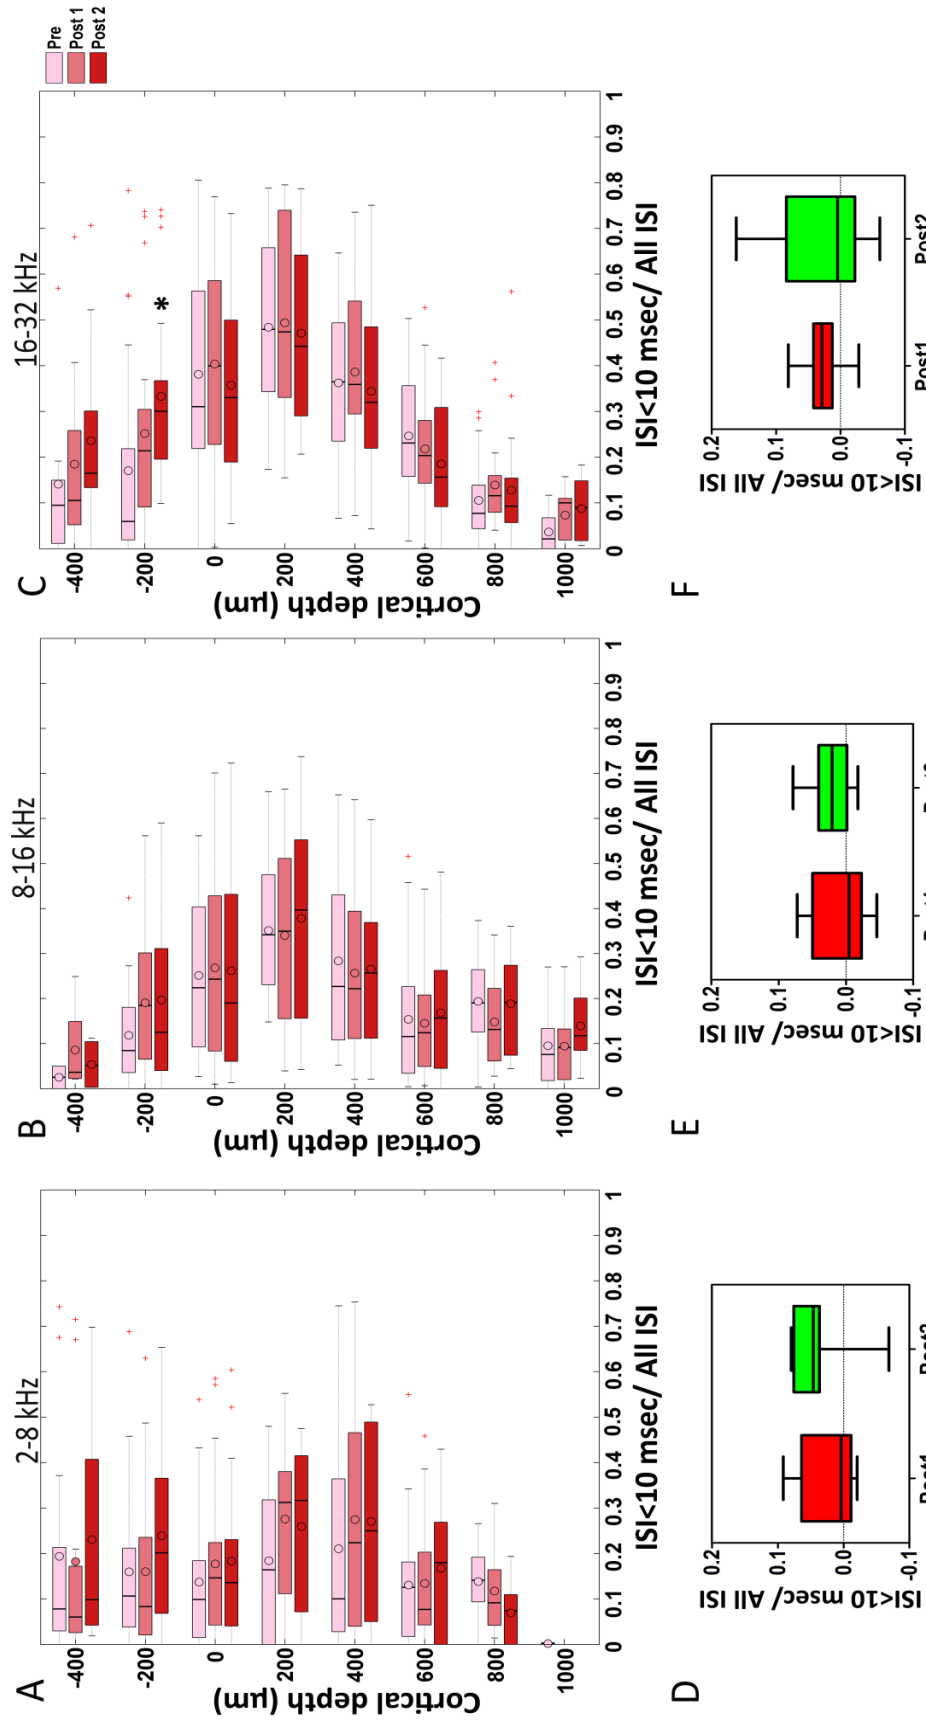 A
2-8 kHz
Cortical depth (µm)
-400
-200
0
200
400
600
800
1000
0 0.1 0.2 0.3 0.4 0.5 0.6 0.7 0.8 0.9 1
ISI<10 msec/ All ISI
B
8-16 kHz
Cortical depth (µm)
-400
-200
0
200
400
600
800
1000
0 0.1 0.2 0.3 0.4 0.5 0.6 0.7 0.8 0.9 1
ISI<10 msec/ All ISI
C
16-32 kHz
Pre
Post 1
Post 2
*
Cortical depth (µm)
-400
-200
0
200
400
600
800
1000
0 0.1 0.2 0.3 0.4 0.5 0.6 0.7 0.8 0.9 1
ISI<10 msec/ All ISI
D
ISI<10 msec/ All ISI
0.2
0.1
0.0
-0.1
Post1 Post2
E
ISI<10 msec/ All ISI
0.2
0.1
0.0
-0.1
F
ISI<10 msec/ All ISI
0.2
0.1
0.0
-0.1
Post1 Post2